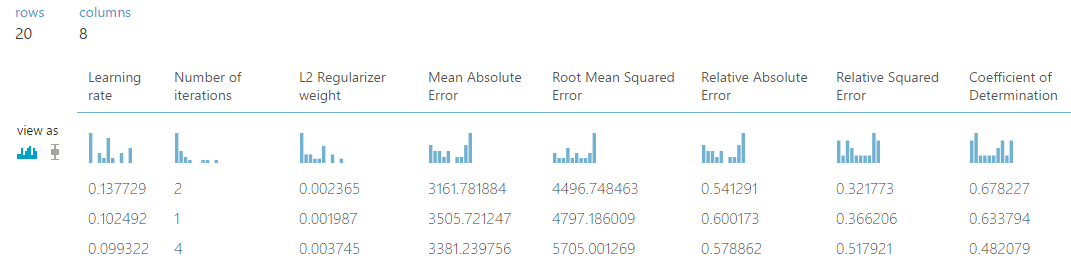 rows columns
20 8
Learning rate Number of iterations L2 Regularizer weight Mean Absolute Error Root Mean Squared Error Relative Absolute Error Relative Squared Error Coefficient of Determination
view as
0.137729 2 0.002365 3161.781884 4496.748463 0.541291 0.321773 0.678227
0.102492 1 0.001987 3505.721247 4797.186009 0.600173 0.366206 0.633794
0.099322 4 0.003745 3381.239756 5705.001269 0.578862 0.517921 0.482079